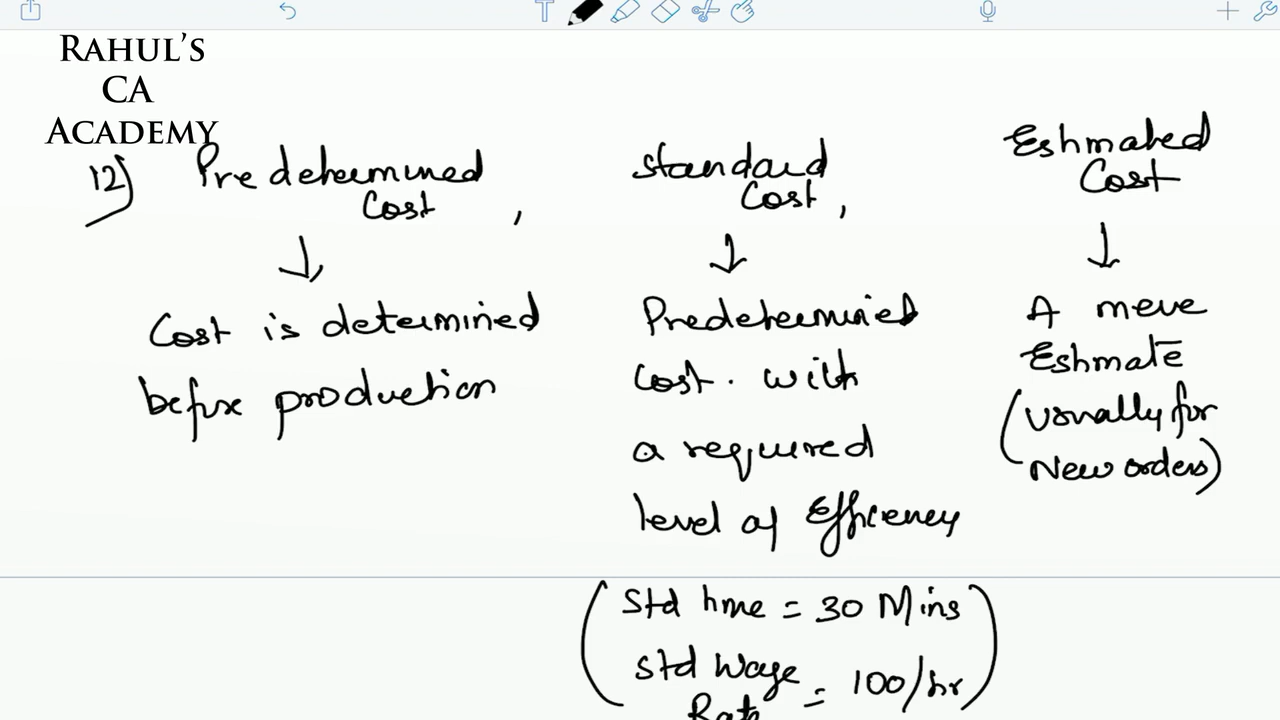 RAHUL'S
CA
ACADEMY
12) Predetermined Cost,
Standard Cost,
Estimated Cost
Cost is determined
before production
Predetermined
Cost. with
a required
level of Efficiency
(Std time = 30 Mins
Std Wage Rate = 100/hr)
A mere
Estimate
(Usually for
New orders)